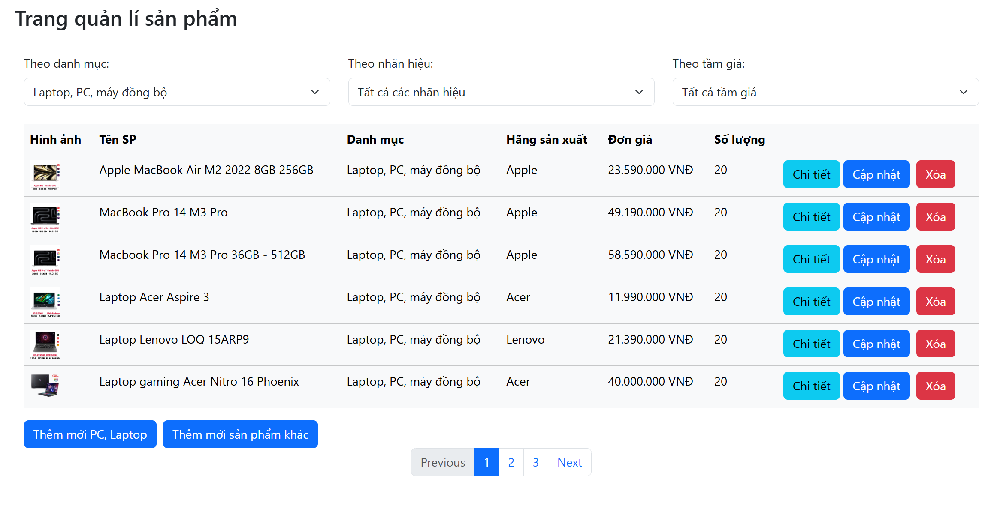 Trang quản lí sản phẩm
Theo danh mục: Theo nhãn hiệu: Theo tầm giá:
Laptop, PC, máy đồng bộ Tất cả các nhãn hiệu Tất cả tầm giá
Hình ảnh Tên SP Danh mục Hãng sản xuất Đơn giá Số lượng
Apple MacBook Air M2 2022 8GB 256GB Laptop, PC, máy đồng bộ Apple 23.590.000 VNĐ 20 Chi tiết Cập nhật Xóa
MacBook Pro 14 M3 Pro Laptop, PC, máy đồng bộ Apple 49.190.000 VNĐ 20 Chi tiết Cập nhật Xóa
Macbook Pro 14 M3 Pro 36GB - 512GB Laptop, PC, máy đồng bộ Apple 58.590.000 VNĐ 20 Chi tiết Cập nhật Xóa
Laptop Acer Aspire 3 Laptop, PC, máy đồng bộ Acer 11.990.000 VNĐ 20 Chi tiết Cập nhật Xóa
Laptop Lenovo LOQ 15ARP9 Laptop, PC, máy đồng bộ Lenovo 21.390.000 VNĐ 20 Chi tiết Cập nhật Xóa
Laptop gaming Acer Nitro 16 Phoenix Laptop, PC, máy đồng bộ Acer 40.000.000 VNĐ 20 Chi tiết Cập nhật Xóa
Thêm mới PC, Laptop Thêm mới sản phẩm khác
Previous 1 2 3 Next